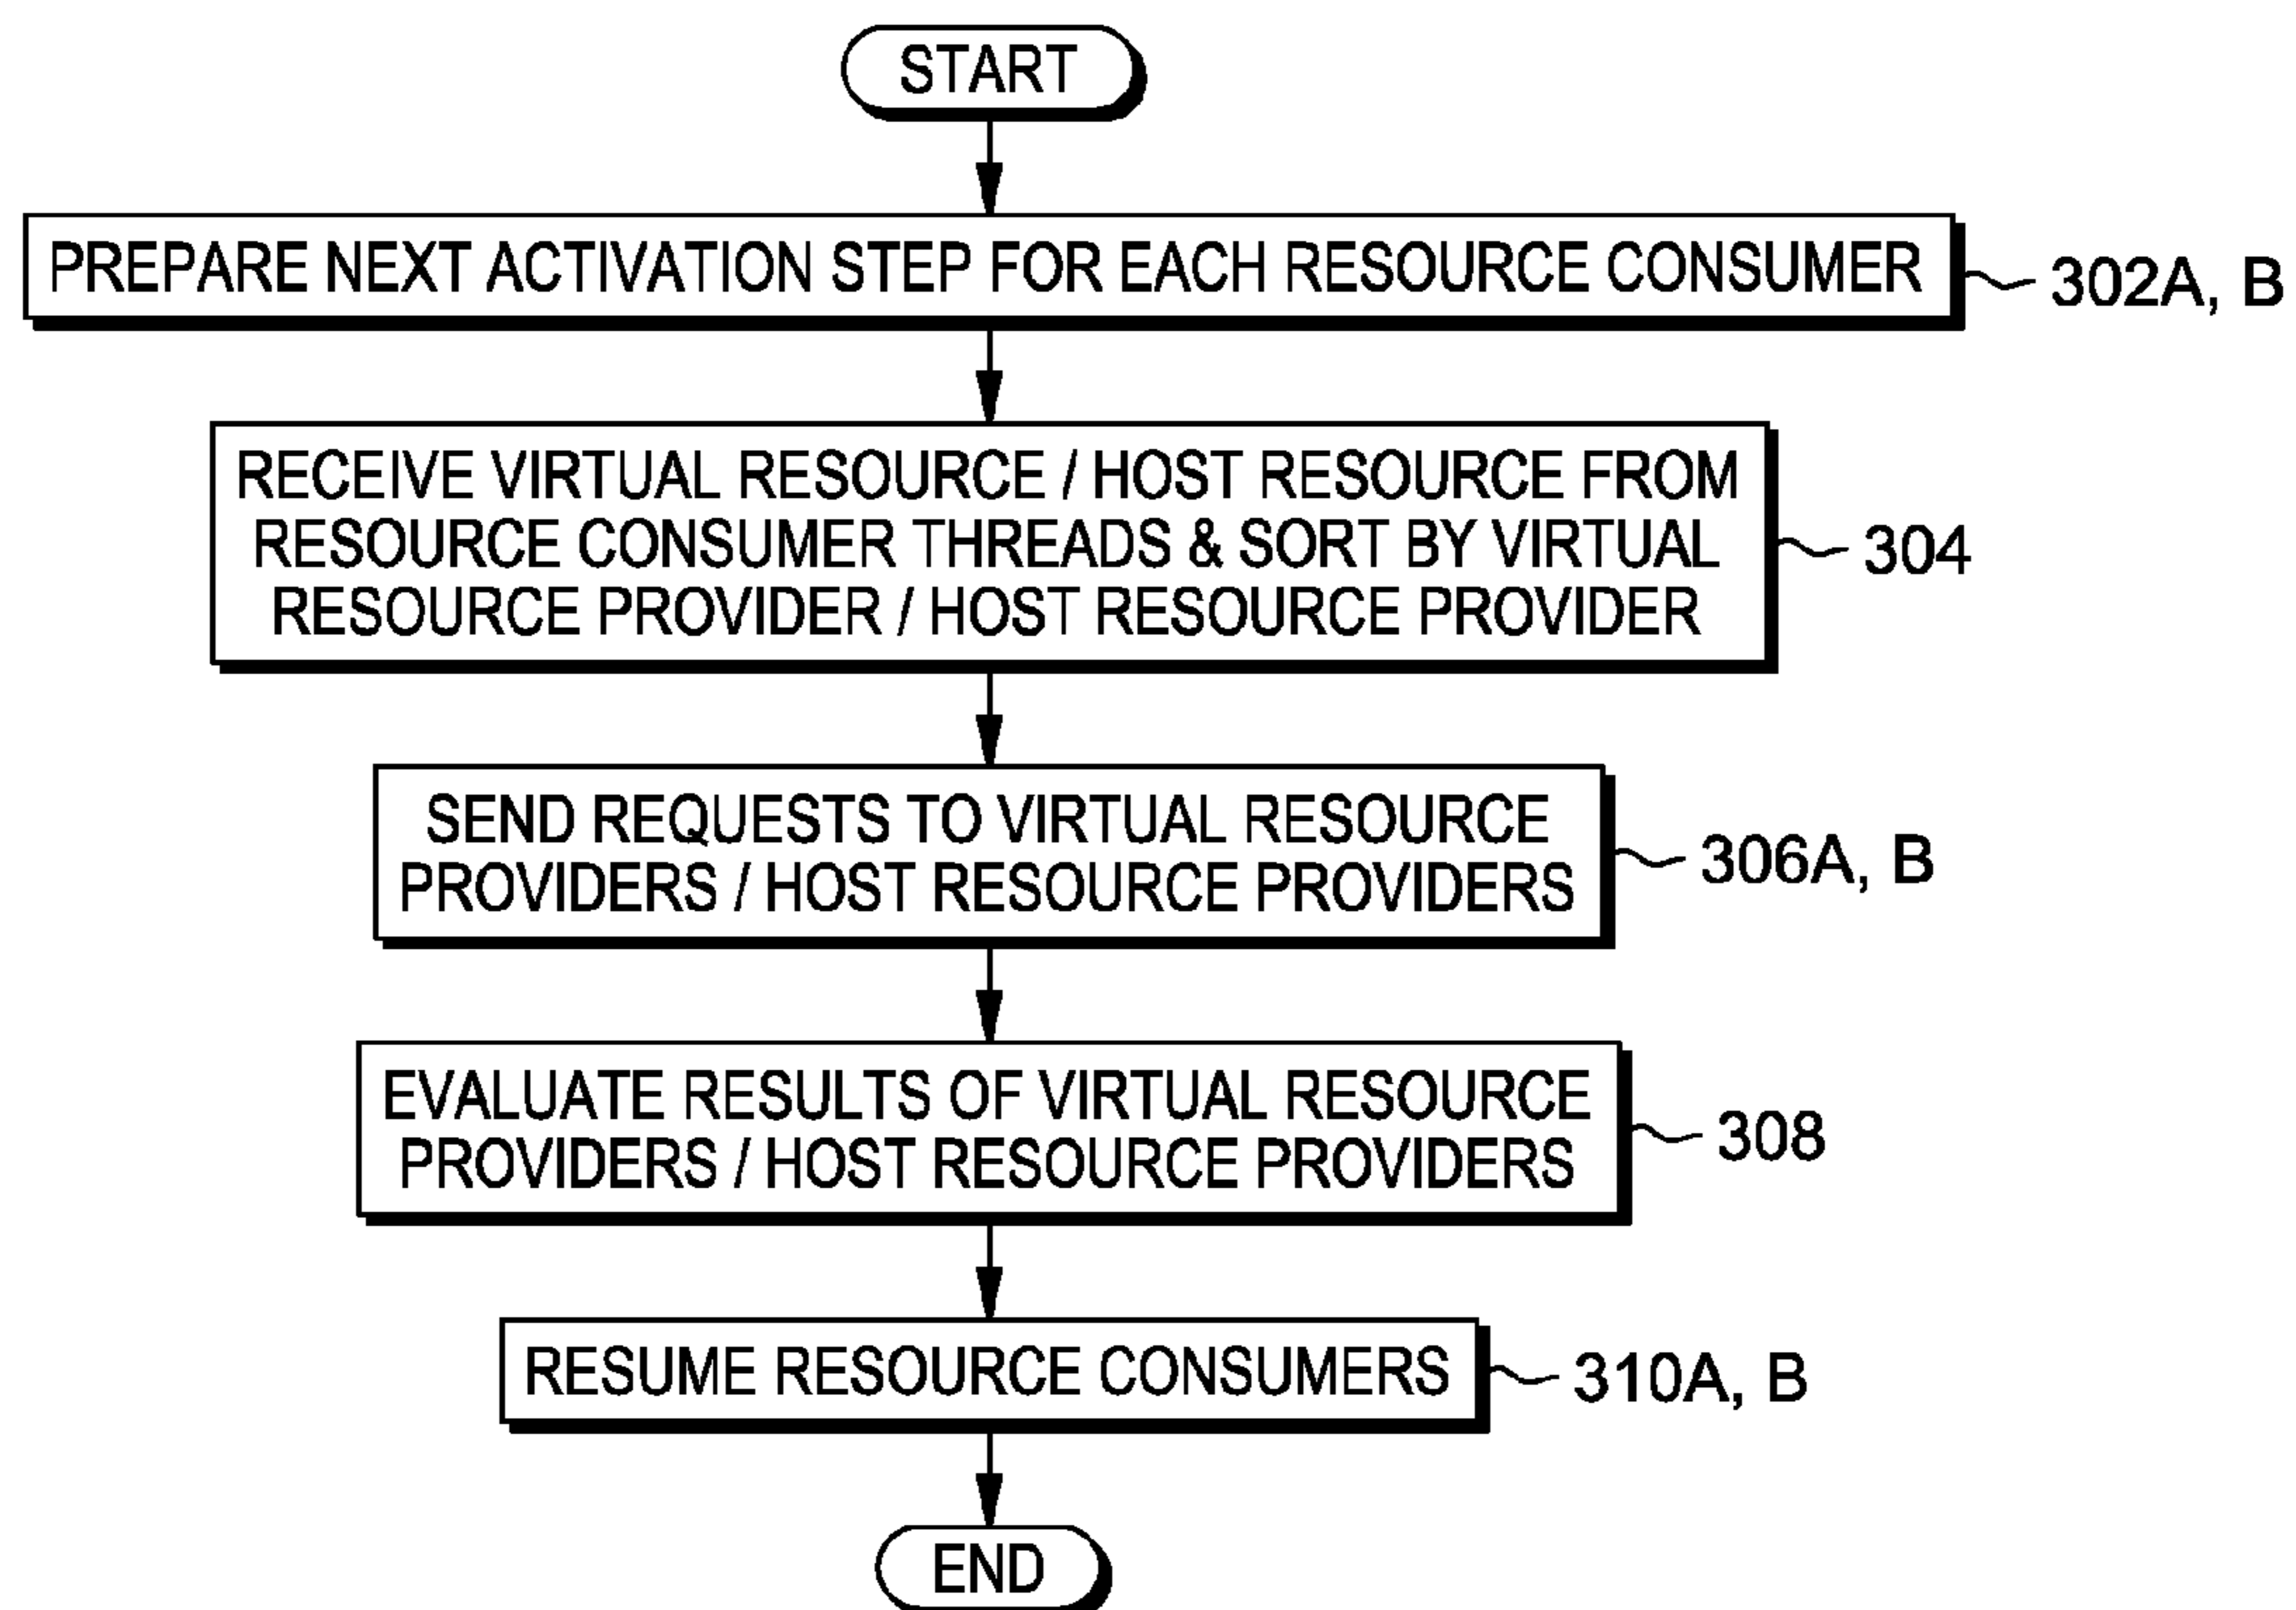 START
PREPARE NEXT ACTIVATION STEP FOR EACH RESOURCE CONSUMER
302A, B
RECEIVE VIRTUAL RESOURCE / HOST RESOURCE FROM
RESOURCE CONSUMER THREADS & SORT BY VIRTUAL
RESOURCE PROVIDER / HOST RESOURCE PROVIDER
304
SEND REQUESTS TO VIRTUAL RESOURCE
PROVIDERS / HOST RESOURCE PROVIDERS
306A, B
EVALUATE RESULTS OF VIRTUAL RESOURCE
PROVIDERS / HOST RESOURCE PROVIDERS
308
RESUME RESOURCE CONSUMERS
310A, B
END